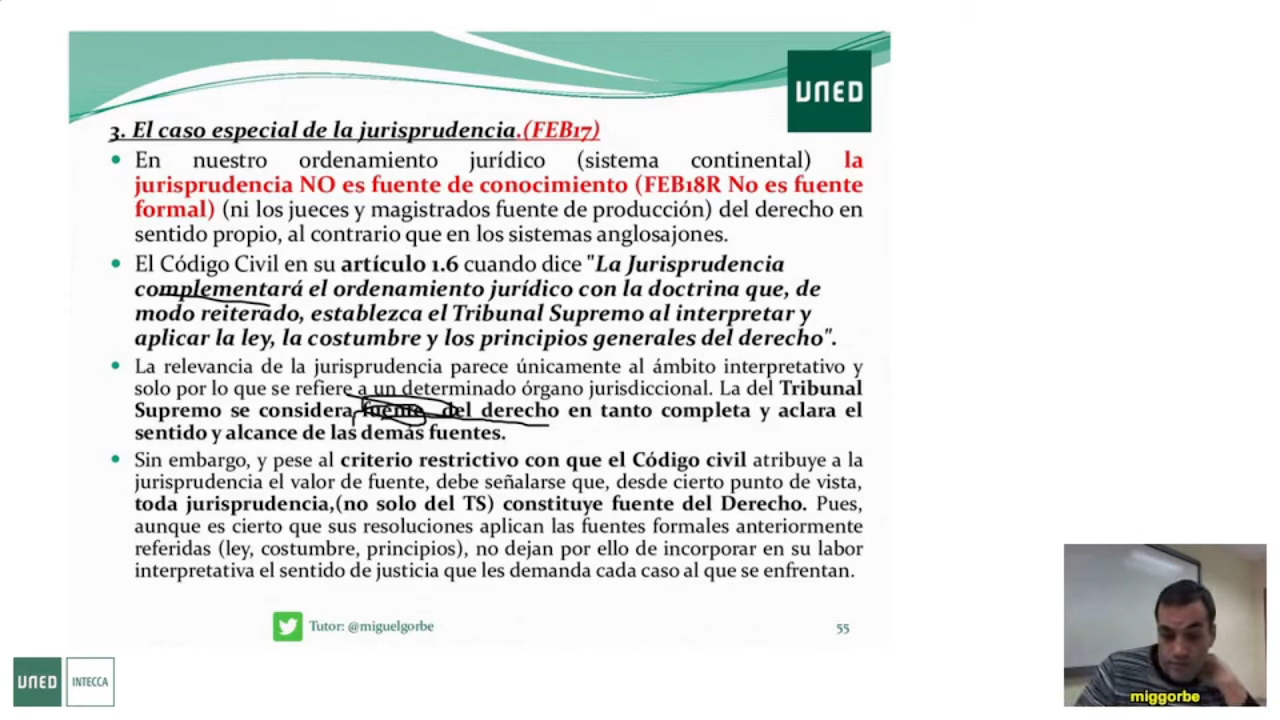 UNED
3. El caso especial de la jurisprudencia.(FEB17)
• En nuestro ordenamiento jurídico (sistema continental) la
jurisprudencia NO es fuente de conocimiento (FEB18R No es fuente
formal) (ni los jueces y magistrados fuente de producción) del derecho en
sentido propio, al contrario que en los sistemas anglosajones.
• El Código Civil en su artículo 1.6 cuando dice "La Jurisprudencia
complementará el ordenamiento jurídico con la doctrina que, de
modo reiterado, establezca el Tribunal Supremo al interpretar y
aplicar la ley, la costumbre y los principios generales del derecho".
• La relevancia de la jurisprudencia parece únicamente al ámbito interpretativo y
solo por lo que se refiere a un determinado órgano jurisdiccional. La del Tribunal
Supremo se considera fuente del derecho en tanto completa y aclara el
sentido y alcance de las demás fuentes.
• Sin embargo, y pese al criterio restrictivo con que el Código civil atribuye a la
jurisprudencia el valor de fuente, debe señalarse que, desde cierto punto de vista,
toda jurisprudencia,(no solo del TS) constituye fuente del Derecho. Pues,
aunque es cierto que sus resoluciones aplican las fuentes formales anteriormente
referidas (ley, costumbre, principios), no dejan por ello de incorporar en su labor
interpretativa el sentido de justicia que les demanda cada caso al que se enfrentan.
Tutor: @miguelgorbe
55
UNED INTECCA
miggorbe